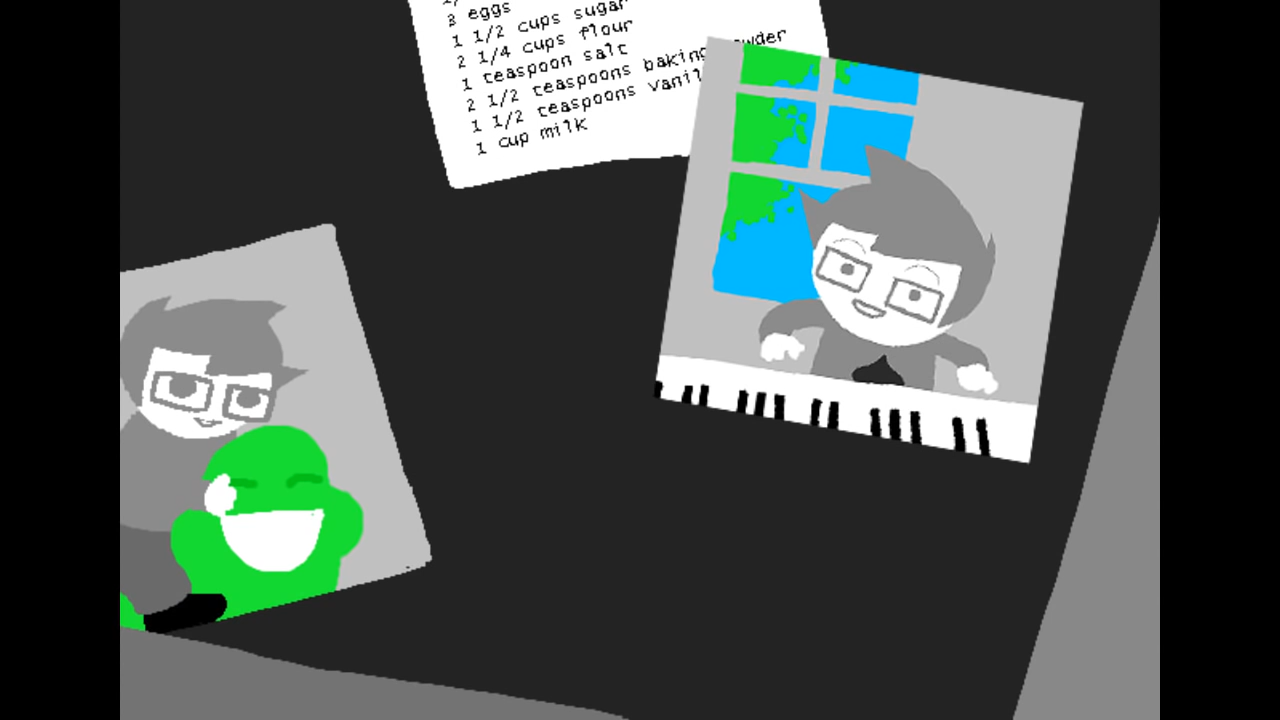 3 eggs
1 1/2 cups sugar
2 1/4 cups flour
1 teaspoon salt
2 1/2 teaspoons baking
1 1/2 teaspoons vanil
1 cup milk